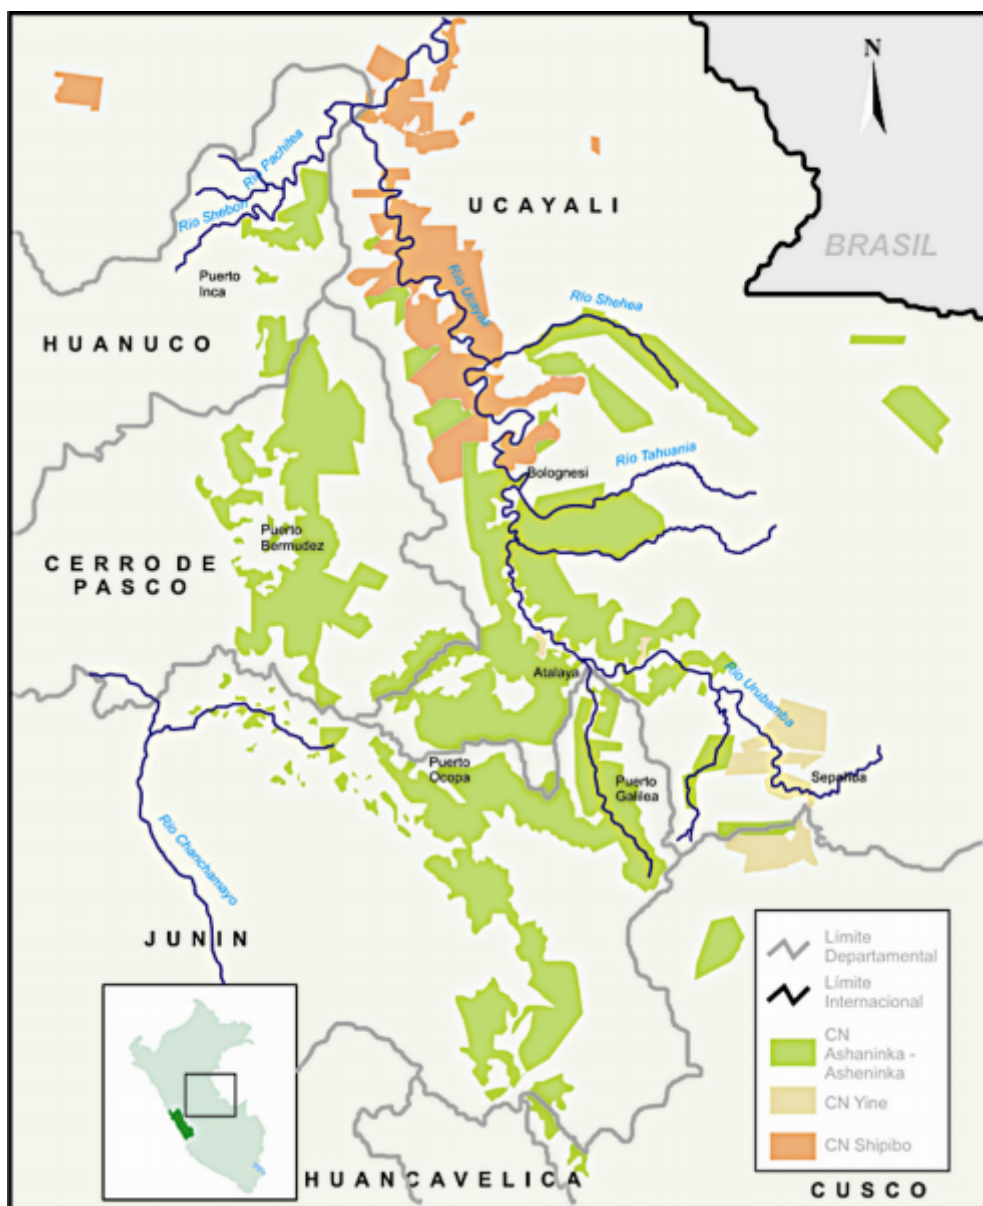 N
Río Pachitea
UCAYALI
Río Shebon
BRASIL
Puerto
Inca
Río Ucayali
Río Shehea
HUANUCO
Río Tahuania
Bolognesi
Puerto
Bermudez
CERRO DE
PASCO
Atalaya
Río Urubamba
Puerto
Ocopa
Puerto
Galilea
Sepahua
Río Chanchamayo
JUNIN
Límite
Departamental
Límite
Internacional
CN
Ashaninka -
Asheninka
CN Yine
CN Shipibo
HUANCAVELICA
CUSCO